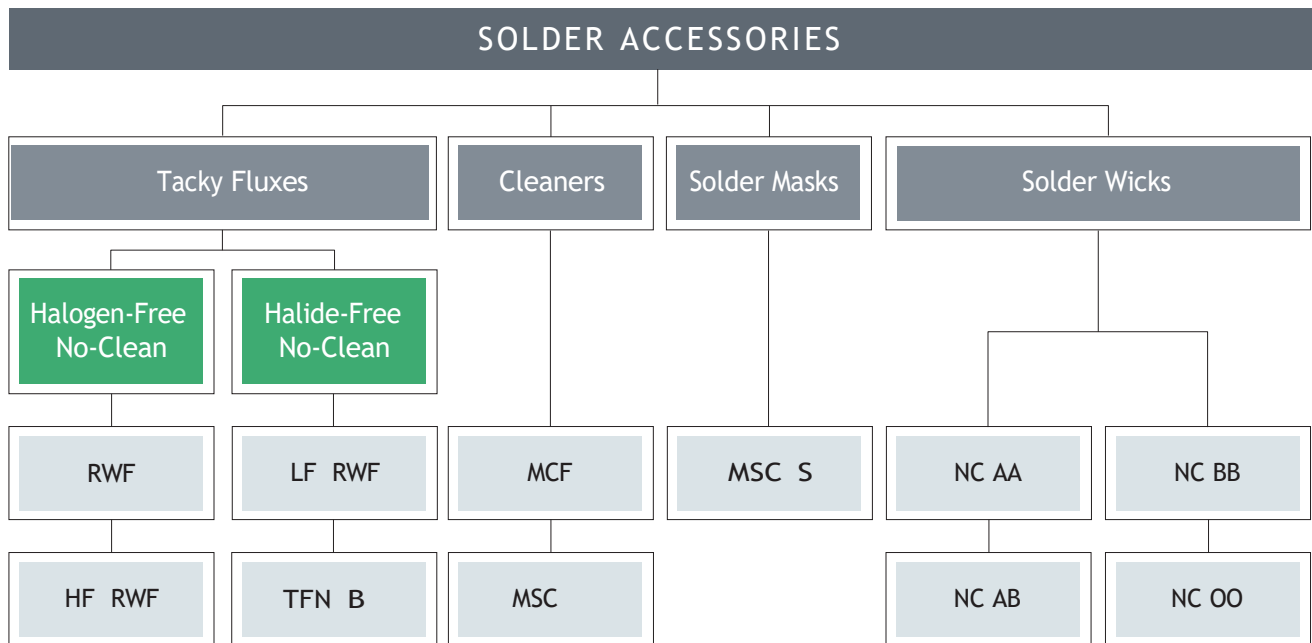 SOLDER ACCESSORIES
Tacky Fluxes
Cleaners
Solder Masks
Solder Wicks
Halogen-Free
No-Clean
Halide-Free
No-Clean
RWF
LF RWF
MCF
MSC S
NC AA
NC BB
HF RWF
TFN B
MSC
NC AB
NC OO